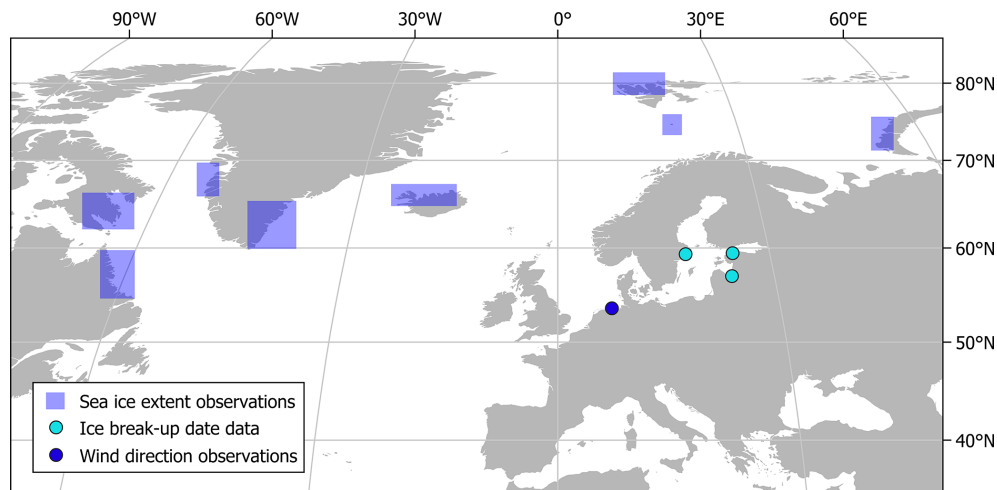 90°W 60°W 30°W 0° 30°E 60°E
80°N
70°N
60°N
50°N
40°N
Sea ice extent observations
Ice break-up date data
Wind direction observations